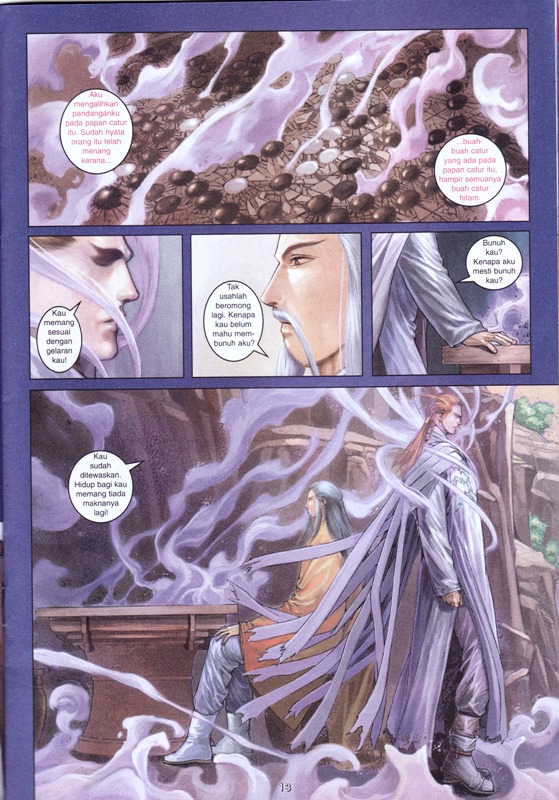 Aku
mengalihkan
pandanganku
pada papan catur
itu. Sudah nyata
orang itu telah
menang
kerana...
...buah-
buah catur
yang ada pada
papan catur itu,
hampir semuanya
buah catur
hitam.
Kau
memang
sesuai
dengan
gelaran
kau!
Tak
usahlah
beromong
lagi. Kenapa
kau belum
mahu mem-
bunuh aku?
Bunuh
kau?
Kenapa aku
mesti bunuh
kau?
Kau
sudah
ditewaskan.
Hidup bagi kau
memang tiada
maknanya
lagi!
13